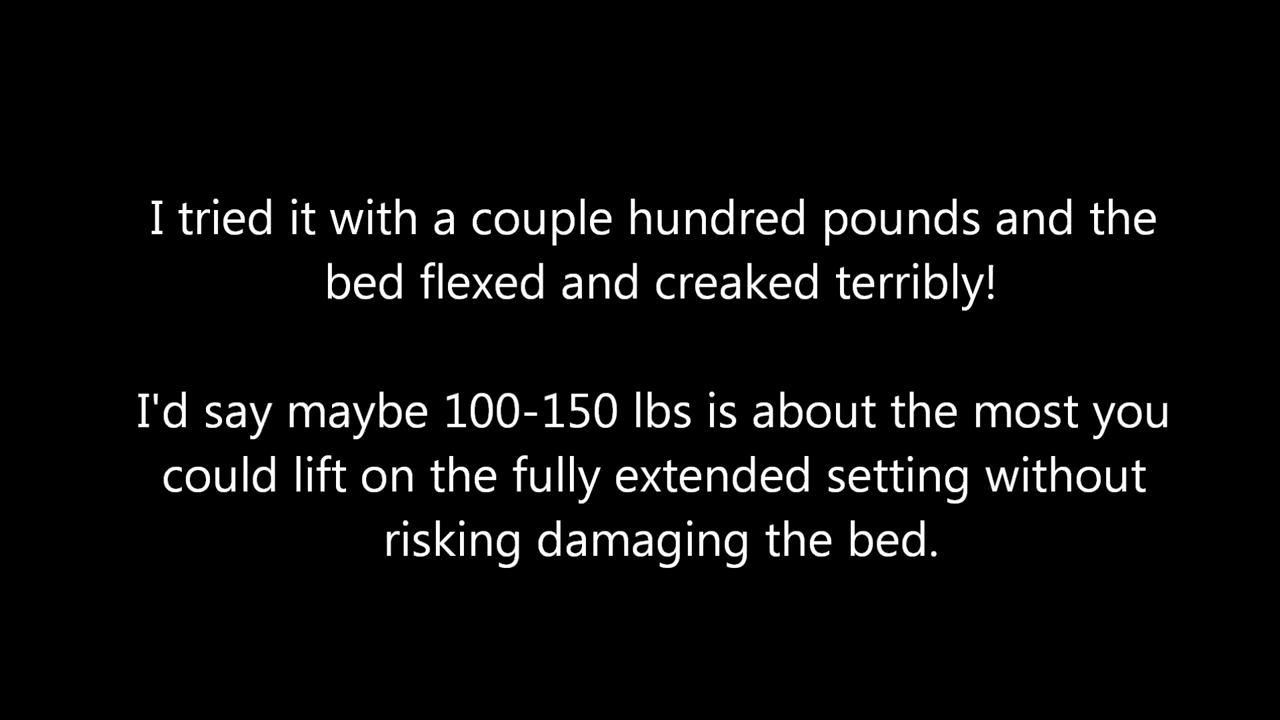 I tried it with a couple hundred pounds and the
bed flexed and creaked terribly!
I'd say maybe 100-150 lbs is about the most you
could lift on the fully extended setting without
risking damaging the bed.